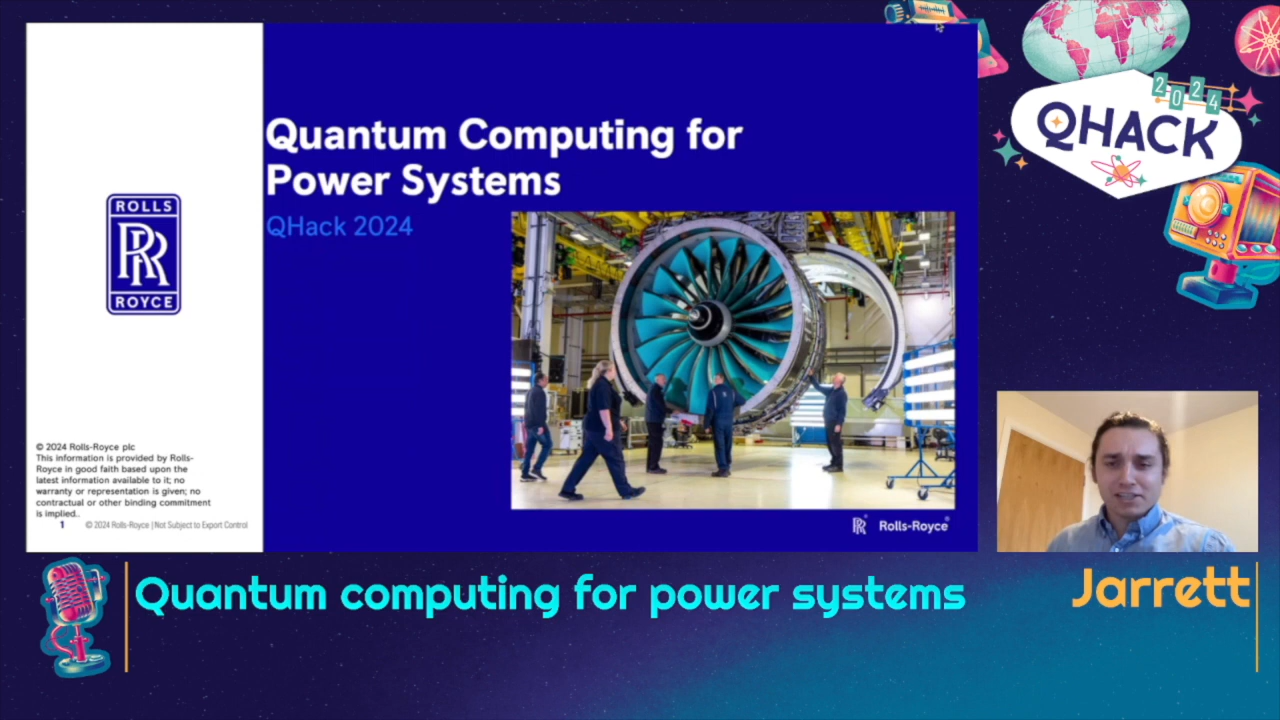 Quantum Computing for
Power Systems
QHack 2024
ROLLS
RR
ROYCE
© 2024 Rolls-Royce plc
This information is provided by Rolls-
Royce in good faith based upon the
latest information available to it; no
warranty or representation is given; no
contractual or other binding commitment
is implied..
1 © 2024 Rolls-Royce | Not Subject to Export Control
RR Rolls-Royce
2024
QHACK
Quantum computing for power systems
Jarrett